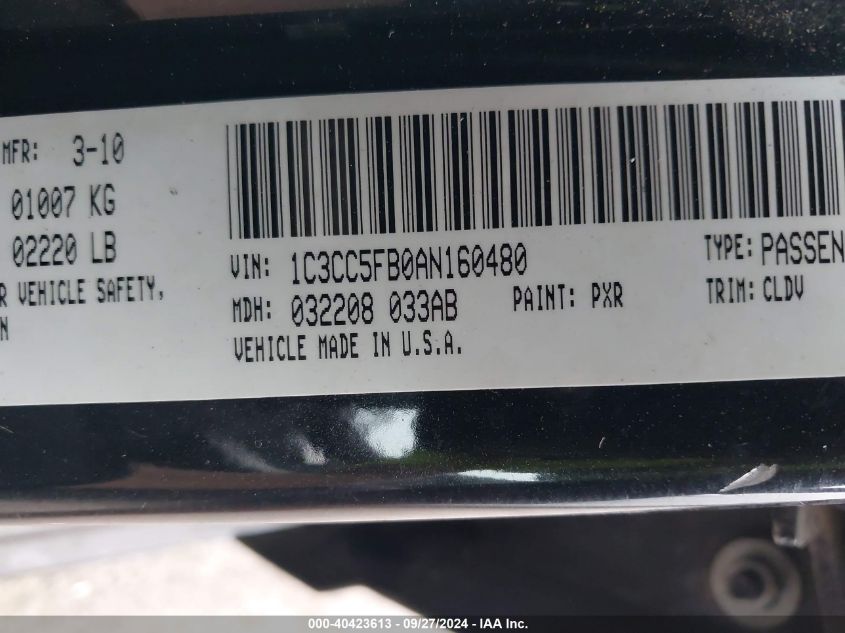 MFR: 3-10
01007 KG
02220 LB
R VEHICLE SAFETY,
N
VIN: 1C3CC5FB0AN160480
TYPE: PASSEN
MDH: 032208 033AB
PAINT: PXR
TRIM: CLDV
VEHICLE MADE IN U.S.A.
000-40423613 - 09/27/2024 - IAA Inc.